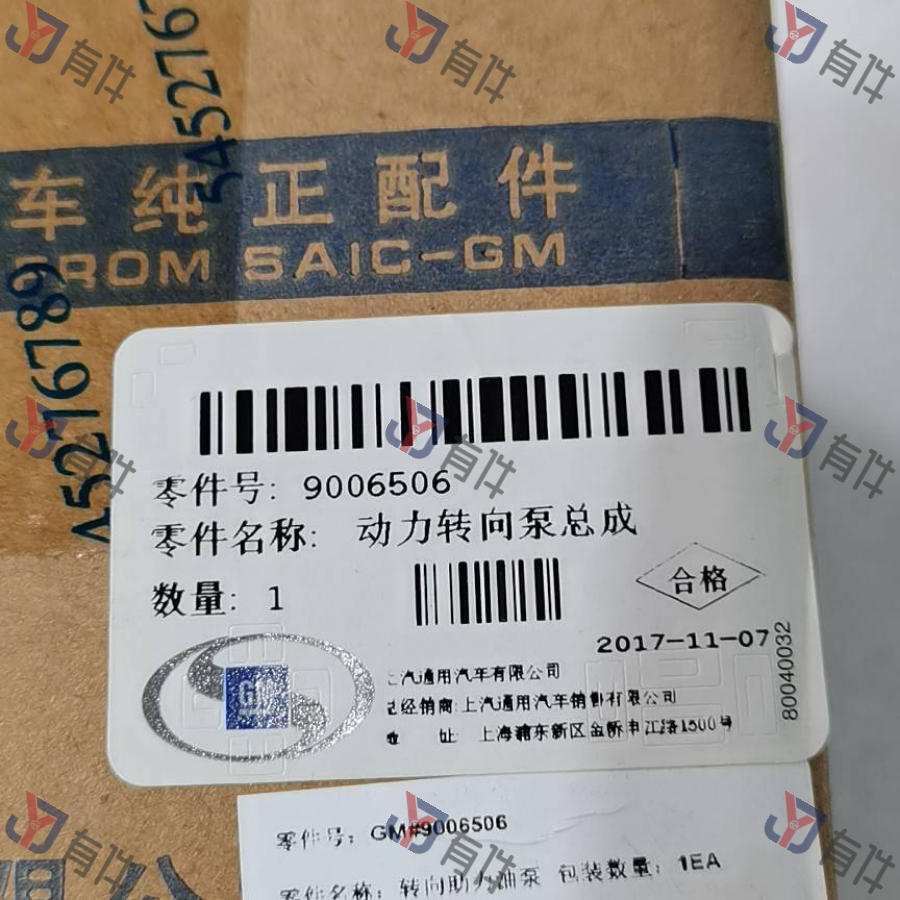 545276
车纯正配件
FROM SAIC-GM
A5276789
零件号: 9006506
零件名称: 动力转向泵总成
数量: 1
合格
2017-11-07
80040032
GM
汽通用汽车有限公司
经销商:上汽通用汽车销售有限公司
地 址: 上海浦东新区金桥申江路1500号
零件号: GM#9006506
零件名称: 转向助力油泵 包装数量: 1EA
有件